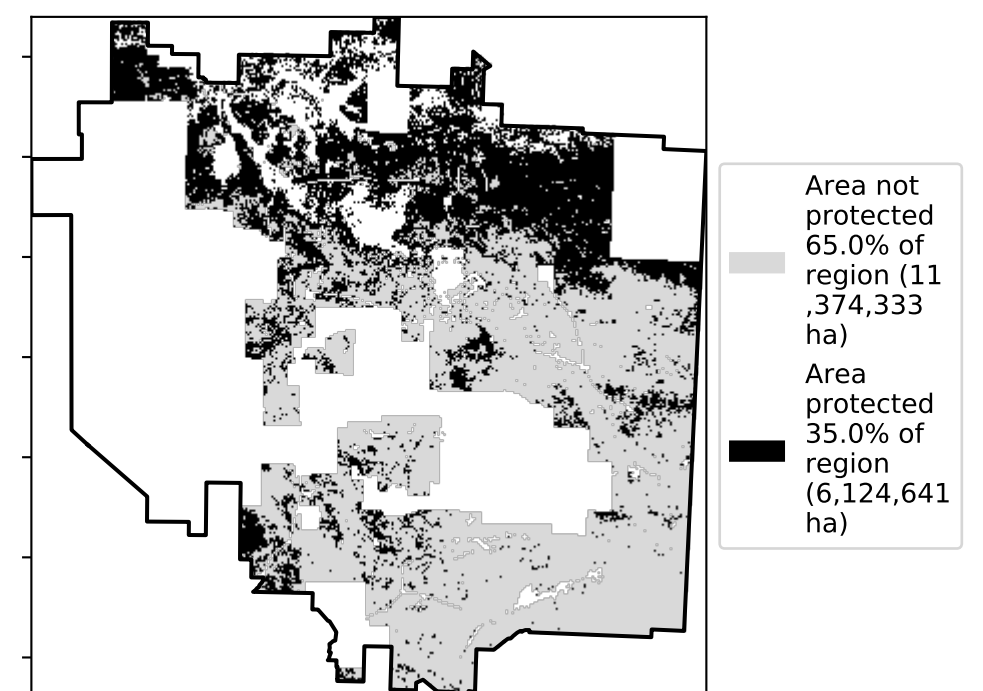 Area not
protected
65.0% of
region (11
,374,333
ha)
Area
protected
35.0% of
region
(6,124,641
ha)